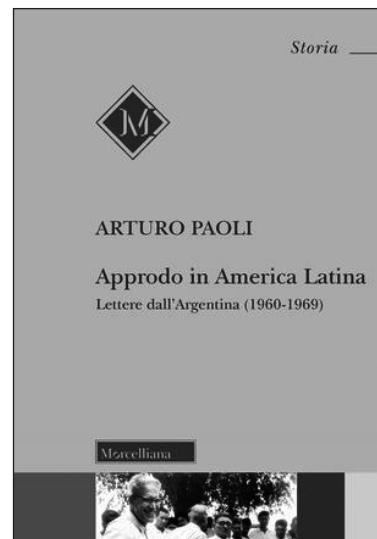 Storia
M
ARTURO PAOLI
Approdo in America Latina
Lettere dall'Argentina (1960-1969)
Morcelliana